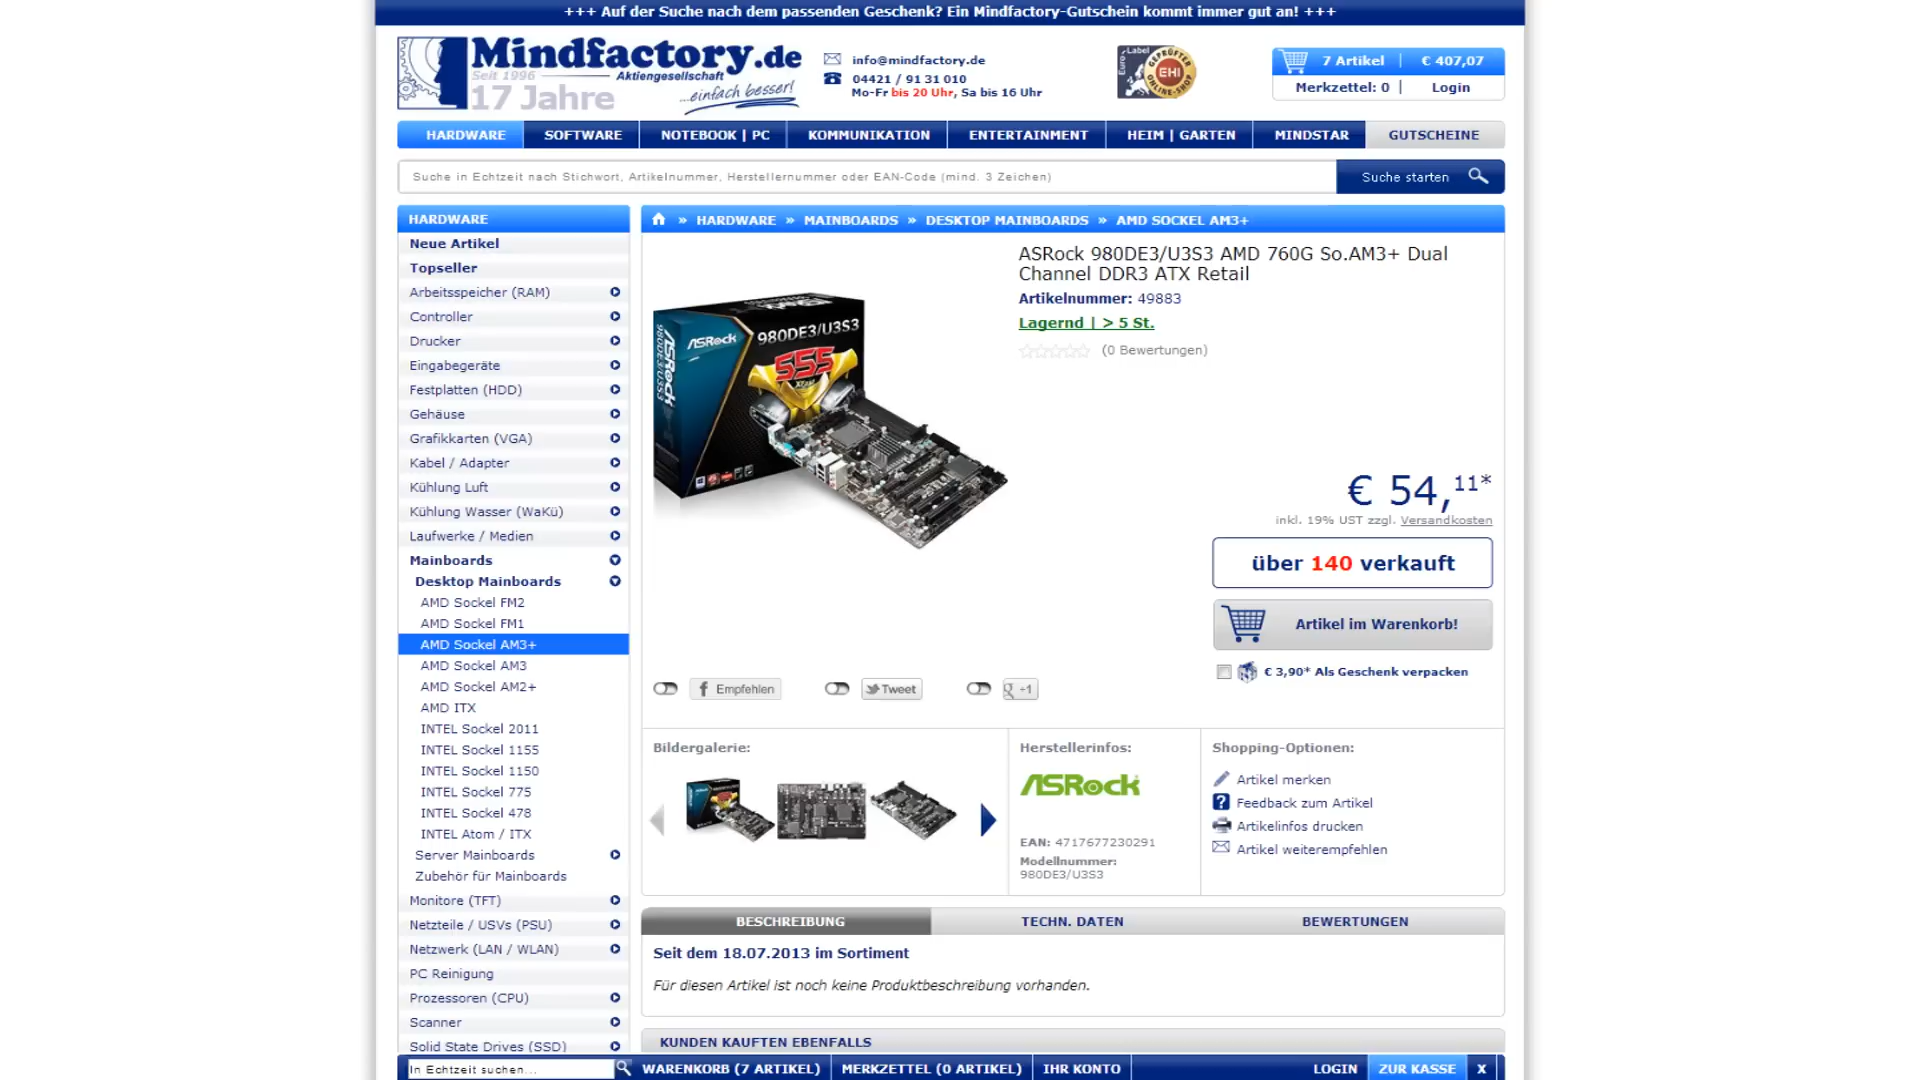 +++ Auf der Suche nach dem passenden Geschenk? Ein Mindfactory-Gutschein kommt immer gut an! +++
Mindfactory.de
Seit 1996
Aktiengesellschaft
17 Jahre
...einfach besser!
info@mindfactory.de
04421 / 91 31 010
Mo-Fr bis 20 Uhr, Sa bis 16 Uhr
Euro-Label
GEPRÜFTER
EHI
ONLINE-SHOP
7 Artikel | € 407,07
Merkzettel: 0 | Login
HARDWARE
SOFTWARE
NOTEBOOK | PC
KOMMUNIKATION
ENTERTAINMENT
HEIM | GARTEN
MINDSTAR
GUTSCHEINE
Suche in Echtzeit nach Stichwort, Artikelnummer, Herstellernummer oder EAN-Code (mind. 3 Zeichen)
Suche starten
HARDWARE
Neue Artikel
Topseller
Arbeitsspeicher (RAM)
Controller
Drucker
Eingabegeräte
Festplatten (HDD)
Gehäuse
Grafikkarten (VGA)
Kabel / Adapter
Kühlung Luft
Kühlung Wasser (WaKü)
Laufwerke / Medien
Mainboards
Desktop Mainboards
AMD Sockel FM2
AMD Sockel FM1
AMD Sockel AM3+
AMD Sockel AM3
AMD Sockel AM2+
AMD ITX
INTEL Sockel 2011
INTEL Sockel 1155
INTEL Sockel 1150
INTEL Sockel 775
INTEL Sockel 478
INTEL Atom / ITX
Server Mainboards
Zubehör für Mainboards
Monitore (TFT)
Netzteile / USVs (PSU)
Netzwerk (LAN / WLAN)
PC Reinigung
Prozessoren (CPU)
Scanner
Solid State Drives (SSD)
» HARDWARE » MAINBOARDS » DESKTOP MAINBOARDS » AMD SOCKEL AM3+
ASRock
980DE3/U3S3
555
ASRock
980DE3/U3S3
ASRock 980DE3/U3S3 AMD 760G So.AM3+ Dual
Channel DDR3 ATX Retail
Artikelnummer: 49883
Lagernd | > 5 St.
(0 Bewertungen)
€ 54,11*
inkl. 19% UST zzgl. Versandkosten
über 140 verkauft
Artikel im Warenkorb!
€ 3,90* Als Geschenk verpacken
Empfehlen
Tweet
+1
Bildergalerie:
Herstellerinfos:
ASRock
EAN: 4717677230291
Modellnummer:
980DE3/U3S3
Shopping-Optionen:
Artikel merken
Feedback zum Artikel
Artikelinfos drucken
Artikel weiterempfehlen
BESCHREIBUNG
TECHN. DATEN
BEWERTUNGEN
Seit dem 18.07.2013 im Sortiment
Für diesen Artikel ist noch keine Produktbeschreibung vorhanden.
KUNDEN KAUFTEN EBENFALLS
In Echtzeit suchen...
WARENKORB (7 ARTIKEL)
MERKZETTEL (0 ARTIKEL)
IHR KONTO
LOGIN
ZUR KASSE
X